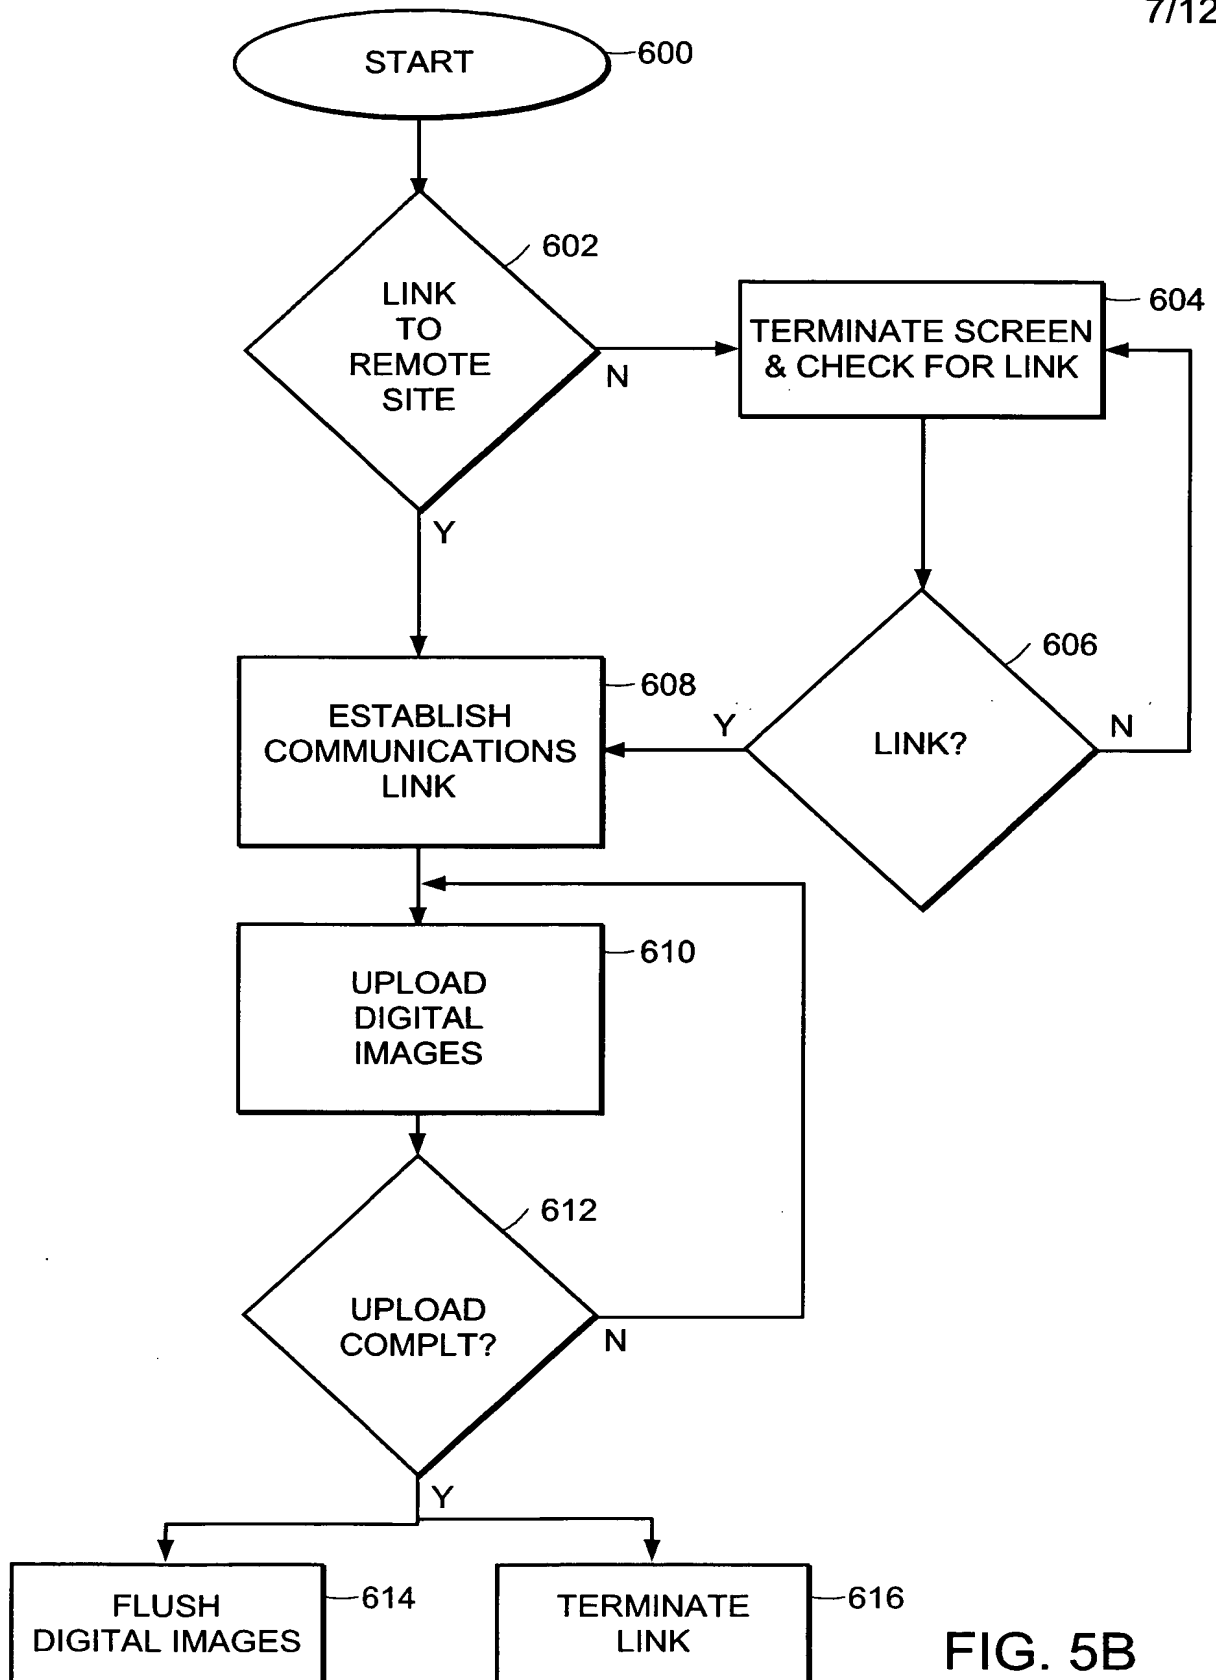 7/12
START
600
602
LINK
TO
REMOTE
SITE
N
Y
604
TERMINATE SCREEN
& CHECK FOR LINK
606
LINK?
Y
N
608
ESTABLISH
COMMUNICATIONS
LINK
610
UPLOAD
DIGITAL
IMAGES
612
UPLOAD
COMPLT?
N
Y
614
FLUSH
DIGITAL IMAGES
616
TERMINATE
LINK
FIG. 5B